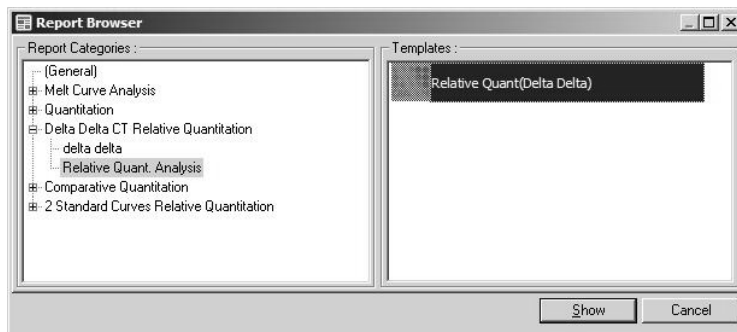 Report Browser
Report Categories :
(General)
Melt Curve Analysis
Quantitation
Delta Delta CT Relative Quantitation
delta delta
Relative Quant. Analysis
Comparative Quantitation
2 Standard Curves Relative Quantitation
Templates :
Relative Quant(Delta Delta)
Show
Cancel